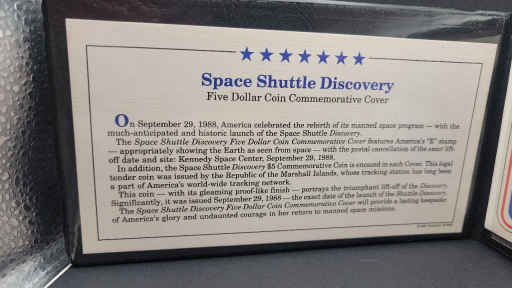 Space Shuttle Discovery
Five Dollar Coin Commemorative Cover
On September 29, 1988, America celebrated the rebirth of its manned space program — with the
much-anticipated and historic launch of the Space Shuttle Discovery.
The Space Shuttle Discovery Five Dollar Coin Commemorative Cover features America's "E" stamp
— appropriately showing the Earth as seen from space — with the postal cancellation of the exact lift-
off date and site: Kennedy Space Center, September 29, 1988.
In addition, the Space Shuttle Discovery $5 Commemorative Coin is encased in each Cover. This legal
tender coin was issued by the Republic of the Marshall Islands, whose tracking station has long been
a part of America's world-wide tracking network.
This coin — with its gleaming proof-like finish — portrays the triumphant lift-off of the Discovery.
Significantly, it was issued September 29, 1988 — the exact date of the launch of the Shuttle Discovery.
The Space Shuttle Discovery Five Dollar Coin Commemorative Cover will provide a lasting keepsake
of America's glory and undaunted courage in her return to manned space missions.